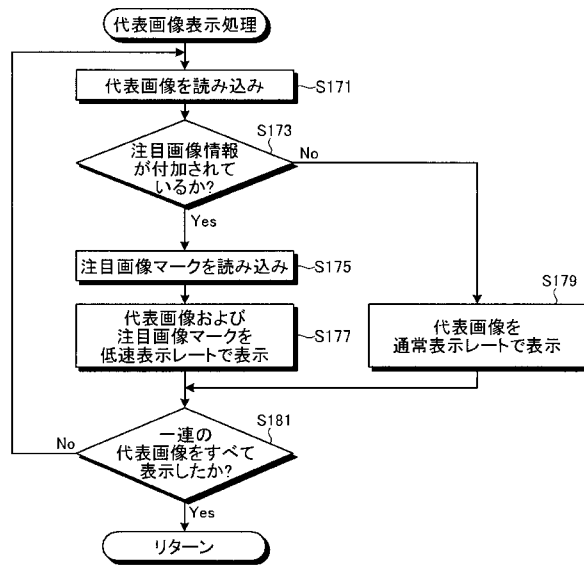 代表画像表示処理
代表画像を読み込み
S171
S173
注目画像情報
が付加されて
いるか?
No
Yes
注目画像マークを読み込み
S175
代表画像および
注目画像マークを
低速表示レートで表示
S177
S179
代表画像を
通常表示レートで表示
S181
一連の
代表画像をすべて
表示したか?
No
Yes
リターン